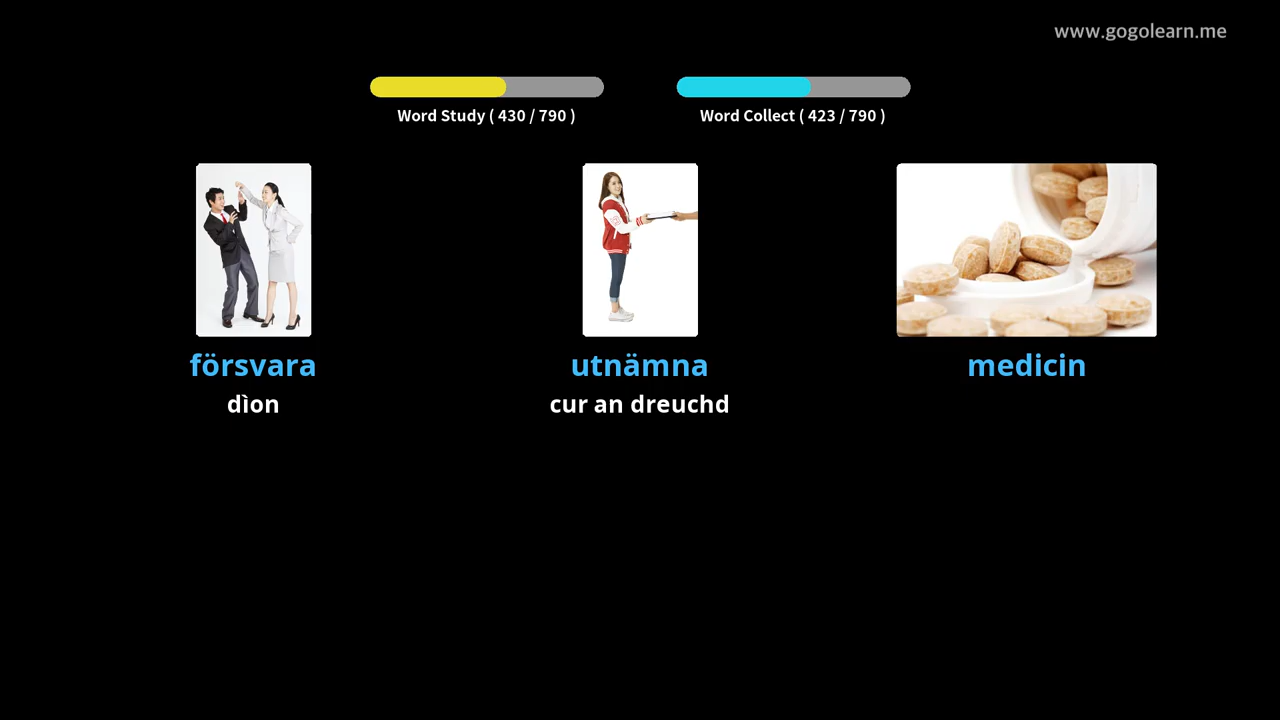 www.gogolearn.me
Word Study ( 430 / 790 )
Word Collect ( 423 / 790 )
försvara
utnämna
medicin
dìon
cur an dreuchd